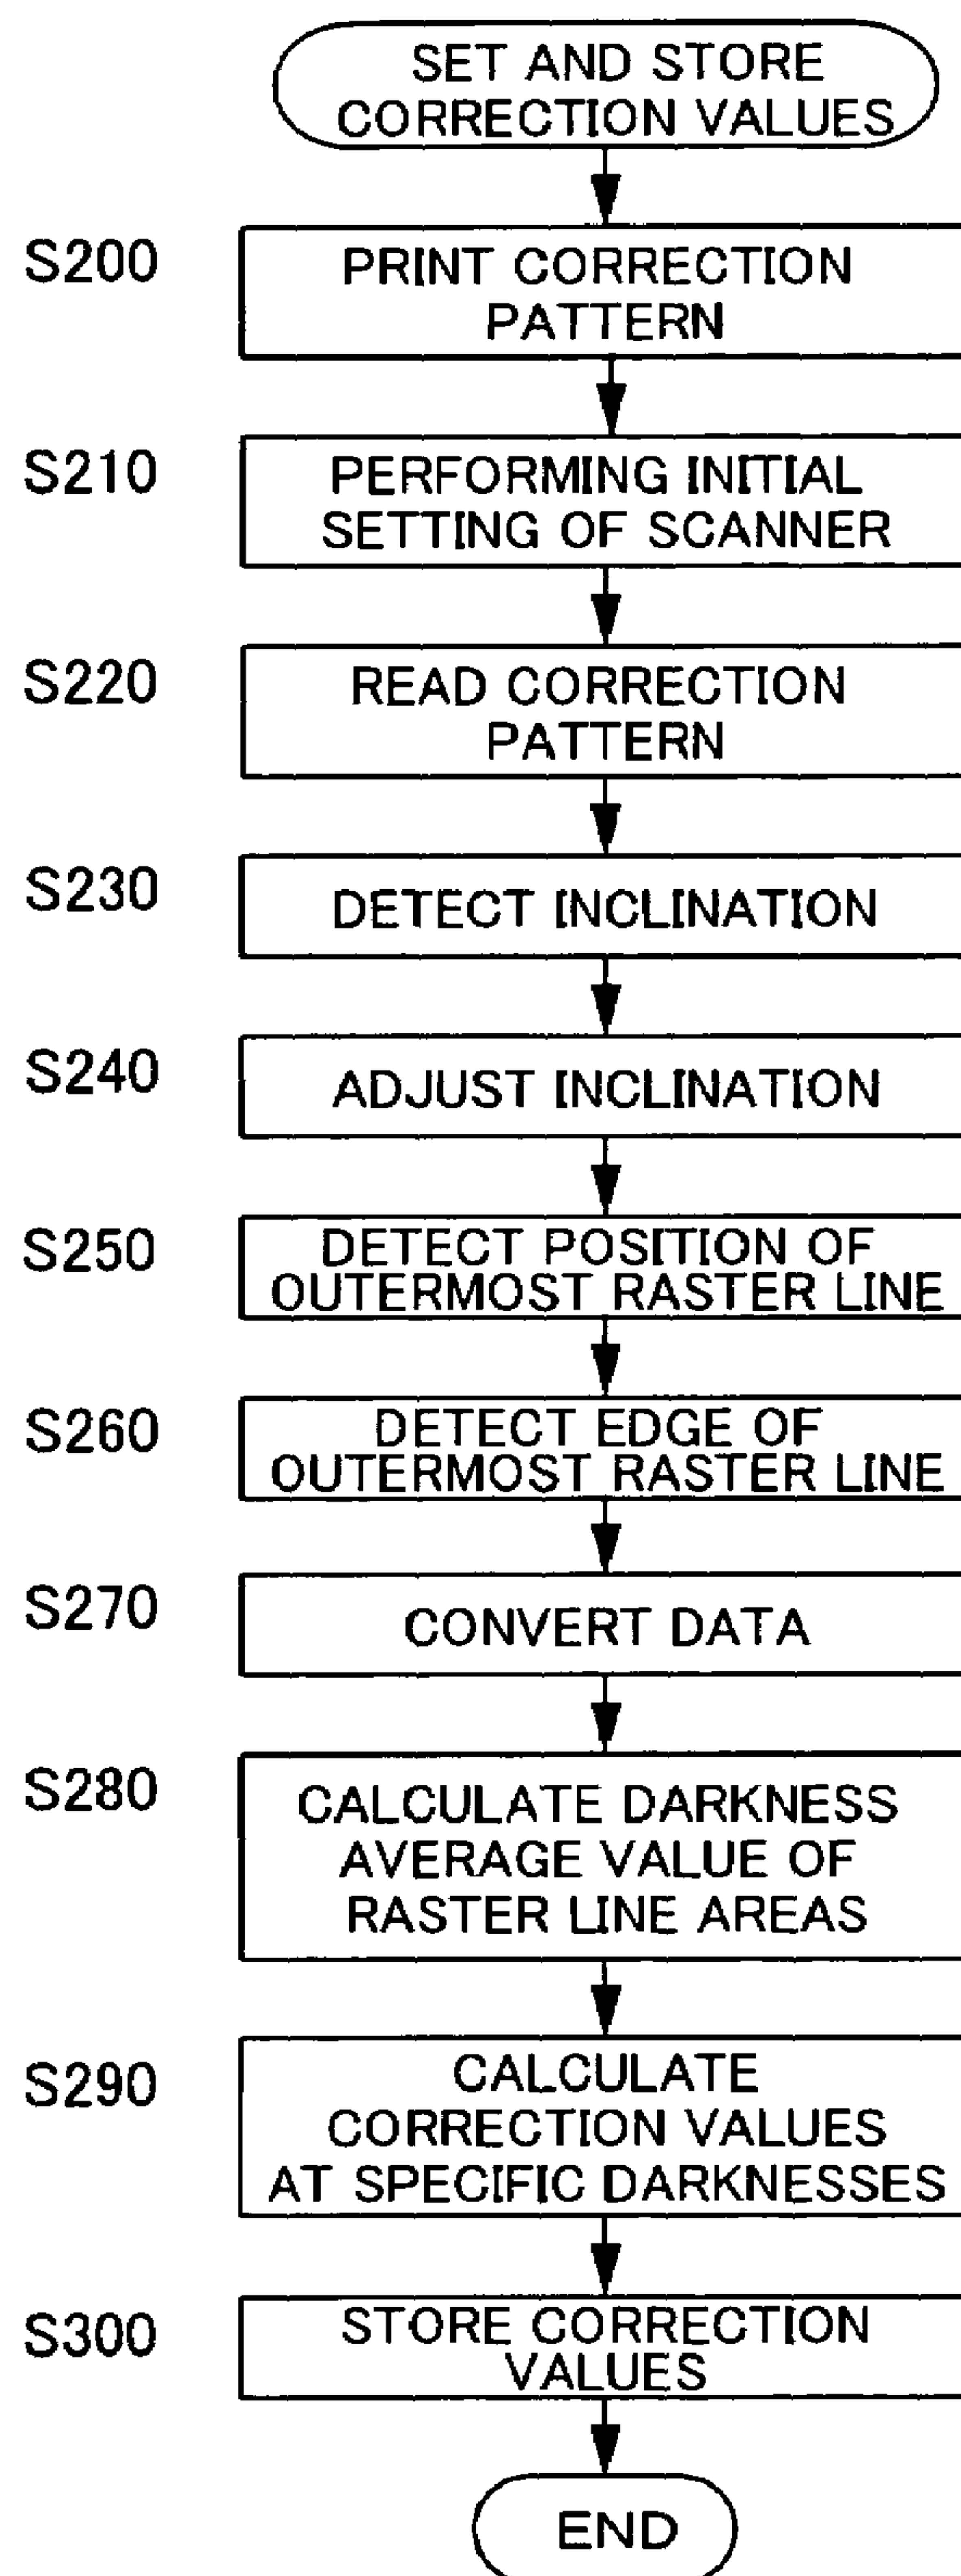 SET AND STORE
CORRECTION VALUES
S200
PRINT CORRECTION
PATTERN
S210
PERFORMING INITIAL
SETTING OF SCANNER
S220
READ CORRECTION
PATTERN
S230
DETECT INCLINATION
S240
ADJUST INCLINATION
S250
DETECT POSITION OF
OUTERMOST RASTER LINE
S260
DETECT EDGE OF
OUTERMOST RASTER LINE
S270
CONVERT DATA
S280
CALCULATE DARKNESS
AVERAGE VALUE OF
RASTER LINE AREAS
S290
CALCULATE
CORRECTION VALUES
AT SPECIFIC DARKNESSES
S300
STORE CORRECTION
VALUES
END